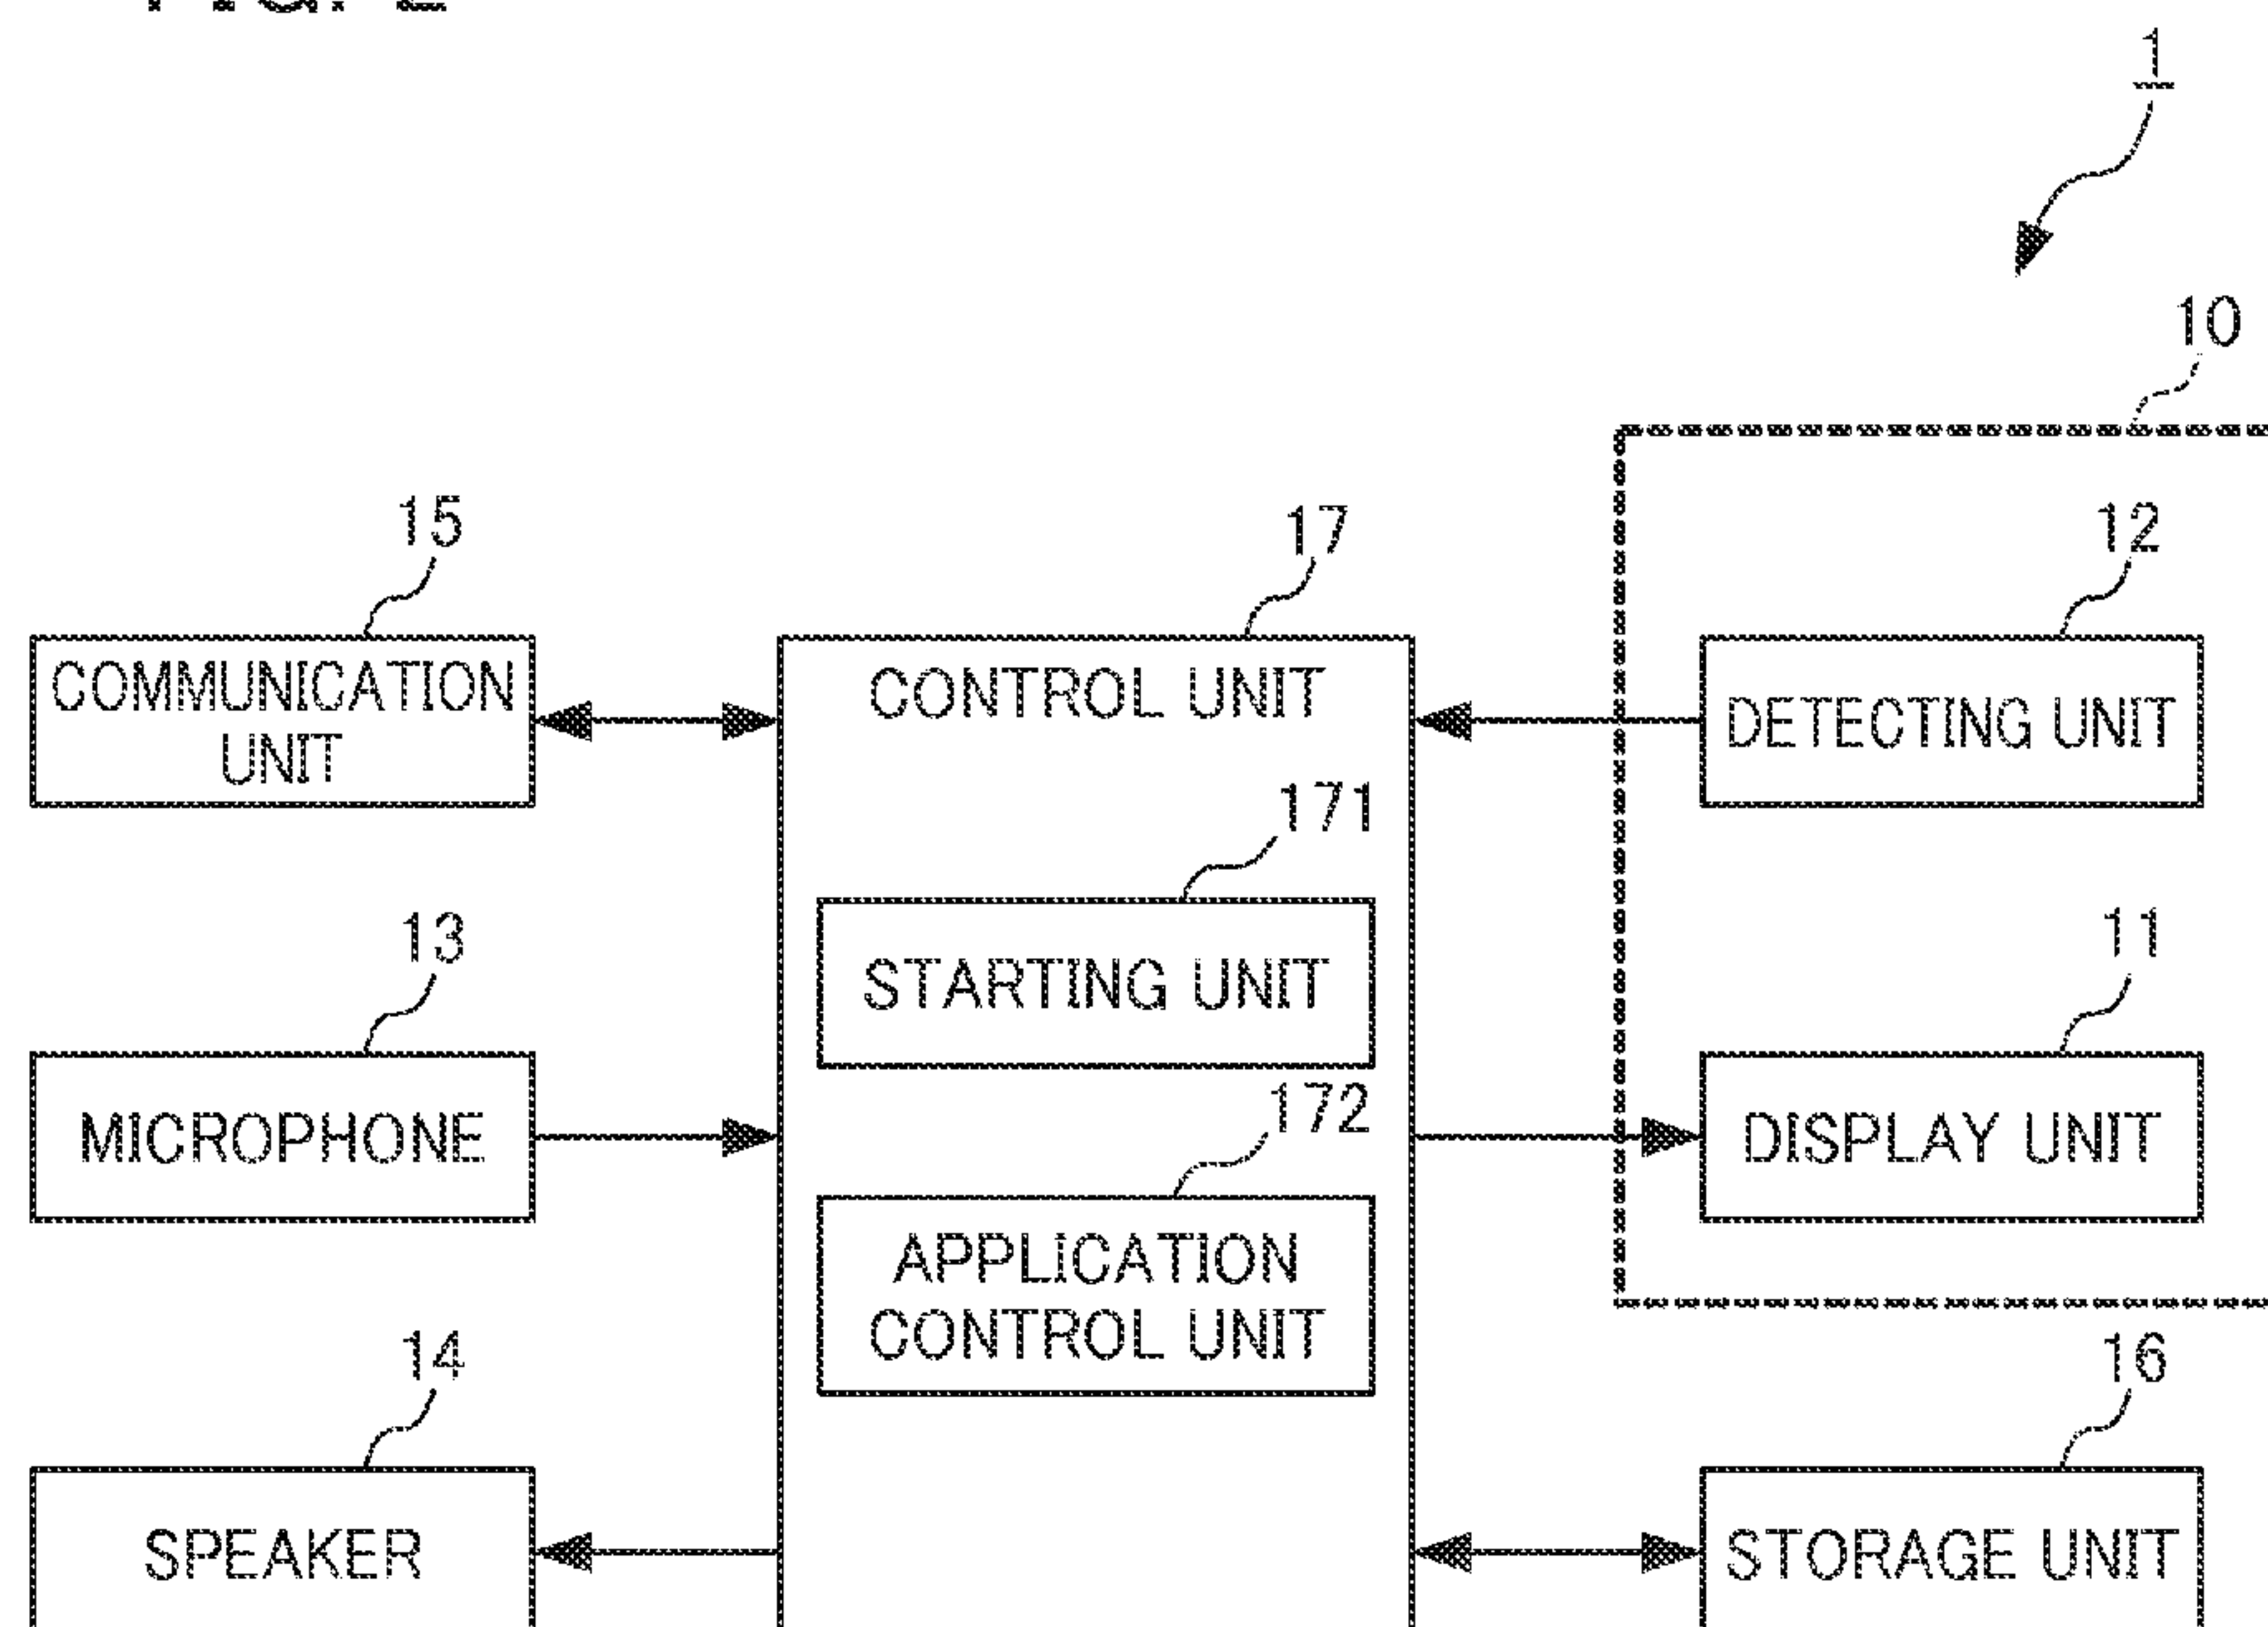 1
10
15
17
12
COMMUNICATION
UNIT
CONTROL UNIT
DETECTING UNIT
171
13
STARTING UNIT
11
MICROPHONE
172
DISPLAY UNIT
APPLICATION
CONTROL UNIT
14
16
SPEAKER
STORAGE UNIT